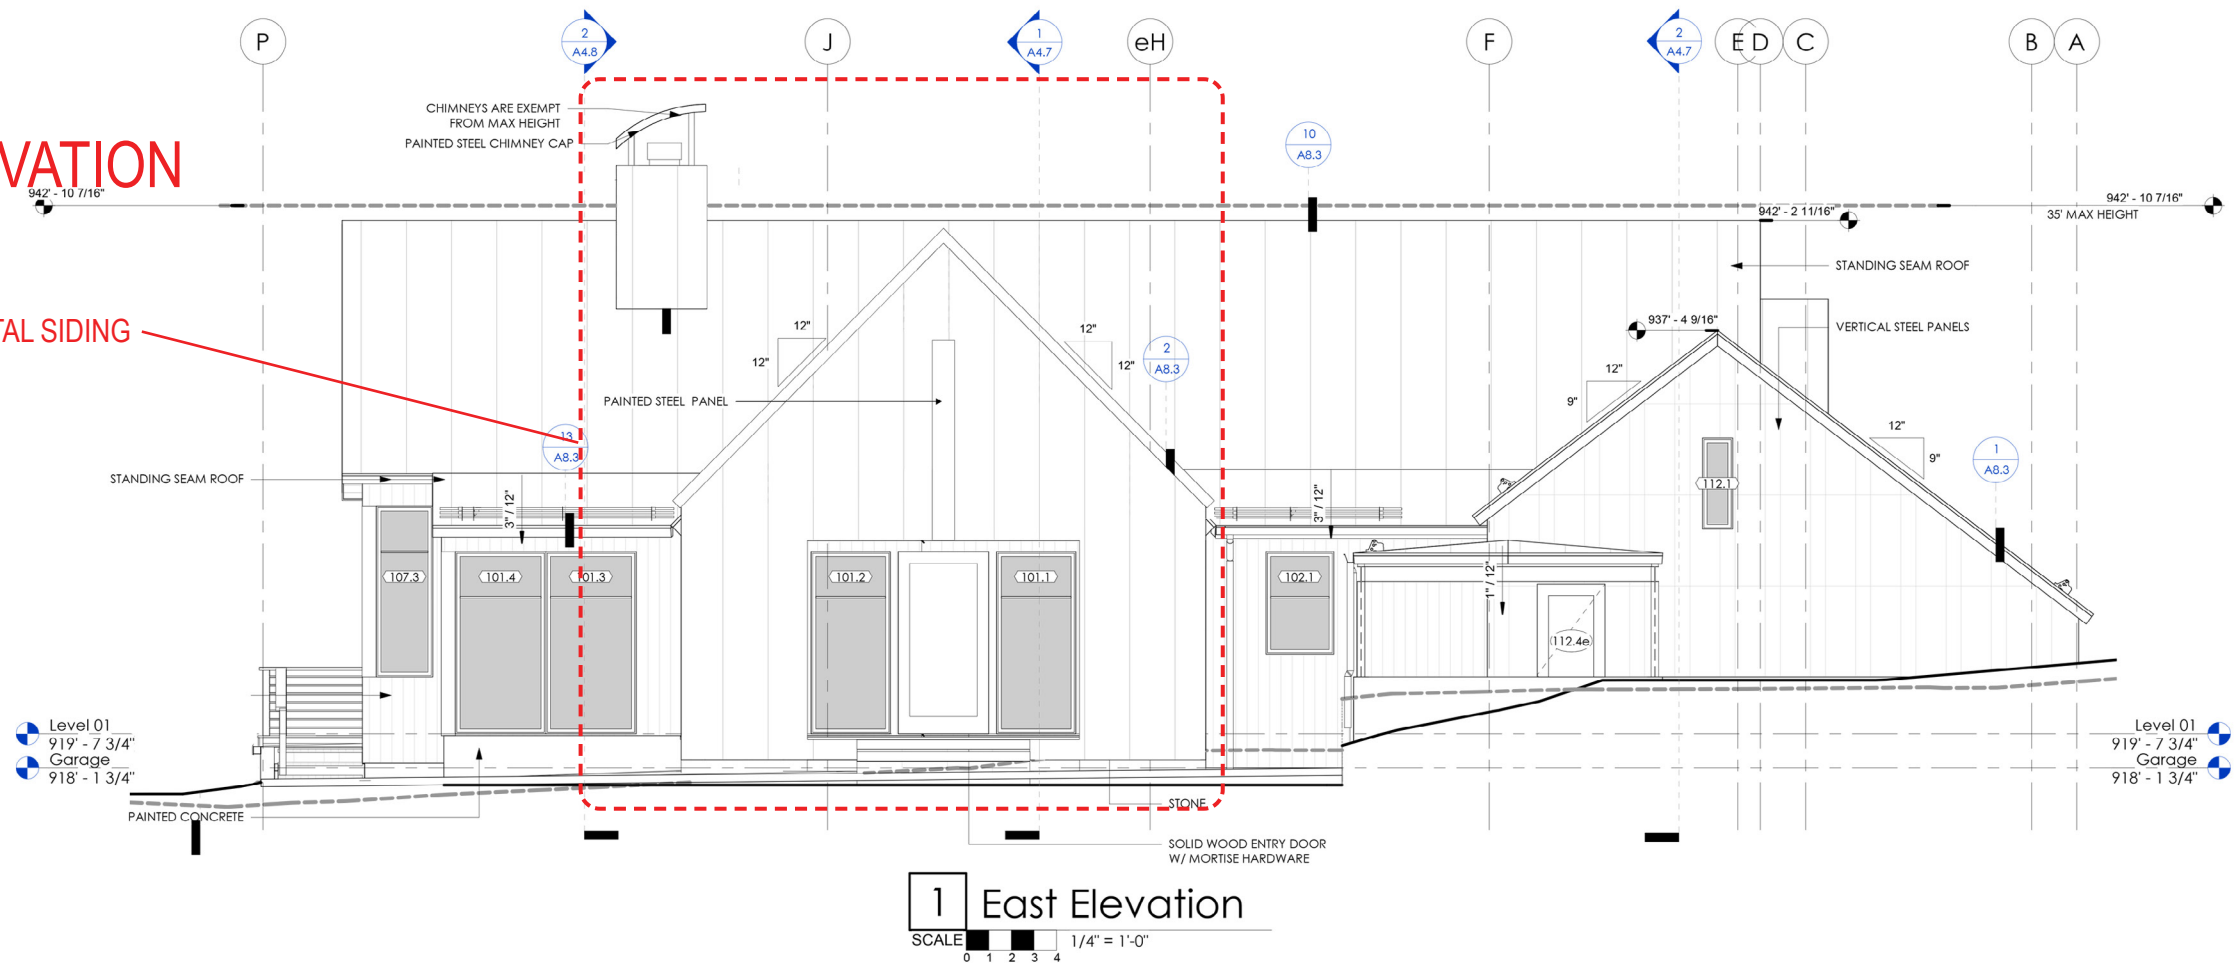 P
2
A4.8
J
1
A4.7
eH
F
2
A4.7
E
D
C
B
A
CHIMNEYS ARE EXEMPT
FROM MAX HEIGHT
PAINTED STEEL CHIMNEY CAP
10
A8.3
VATION
942' - 10 7/16"
942' - 10 7/16"
35' MAX HEIGHT
942' - 2 11/16"
STANDING SEAM ROOF
TAL SIDING
937' - 4 9/16"
VERTICAL STEEL PANELS
12"
12"
12"
12"
2
A8.3
12"
9"
PAINTED STEEL PANEL
12"
9"
13
A8.3
1
A8.3
STANDING SEAM ROOF
3" / 12"
3" / 12"
112.1
107.3
101.4
101.3
101.2
101.1
102.1
1" / 12"
112.4e
Level 01
919' - 7 3/4"
Garage
918' - 1 3/4"
Level 01
919' - 7 3/4"
Garage
918' - 1 3/4"
PAINTED CONCRETE
STONE
SOLID WOOD ENTRY DOOR
W/ MORTISE HARDWARE
1 East Elevation
SCALE 1/4" = 1'-0"
0 1 2 3 4